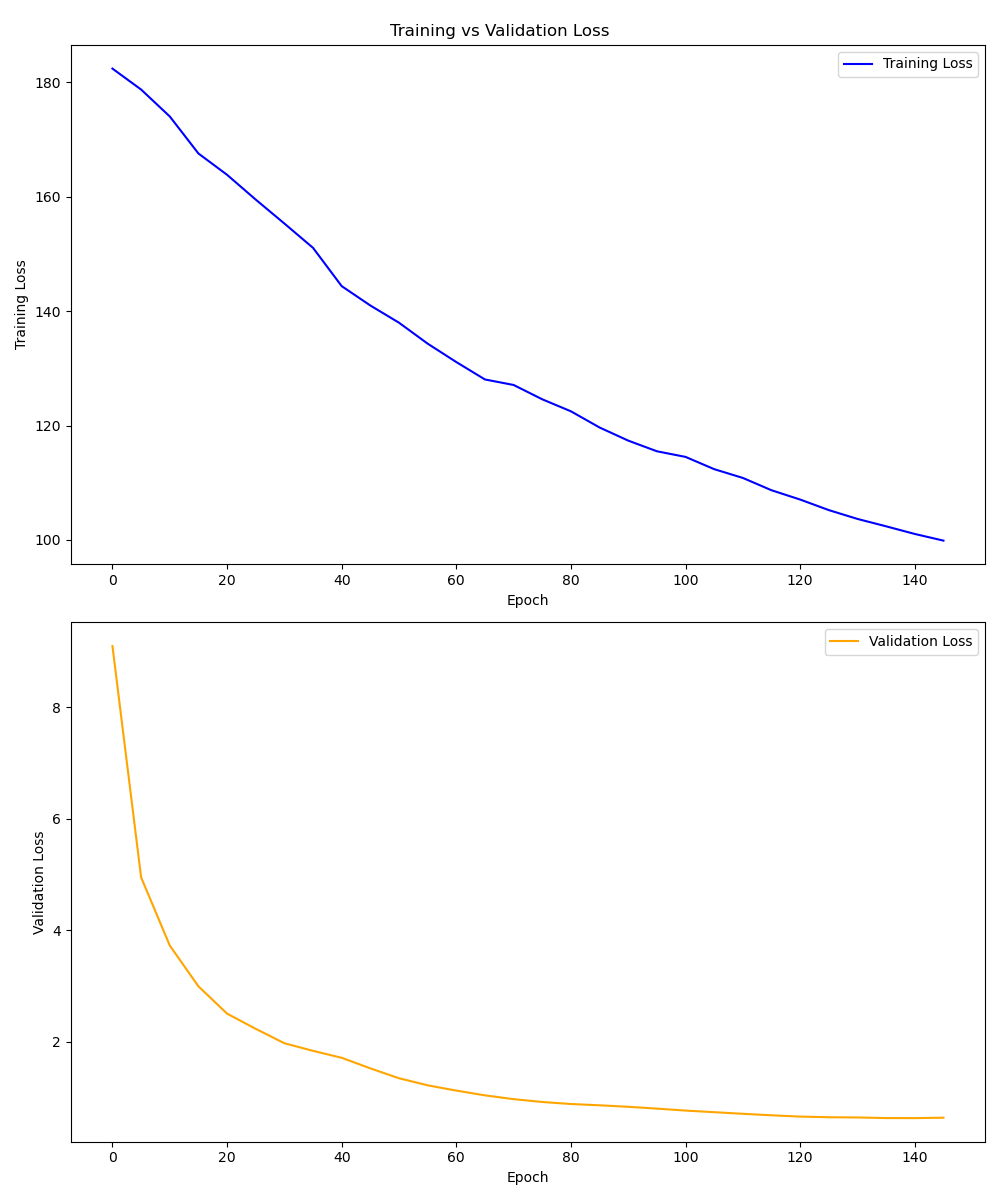 Training vs Validation Loss
Training Loss
180
160
140
120
100
Training Loss
0 20 40 60 80 100 120 140
Epoch
Validation Loss
8
6
4
2
Validation Loss
0 20 40 60 80 100 120 140
Epoch